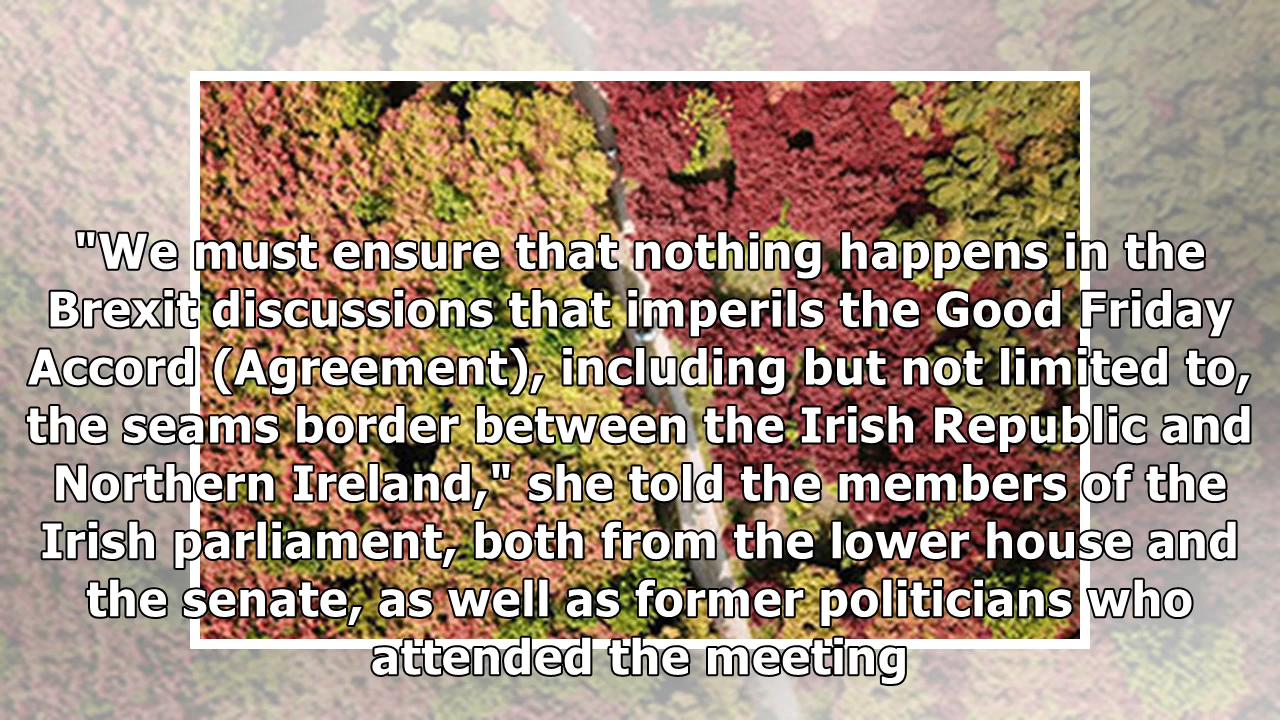 "We must ensure that nothing happens in the
Brexit discussions that imperils the Good Friday
Accord (Agreement), including but not limited to,
the seams border between the Irish Republic and
Northern Ireland," she told the members of the
Irish parliament, both from the lower house and
the senate, as well as former politicians who
attended the meeting